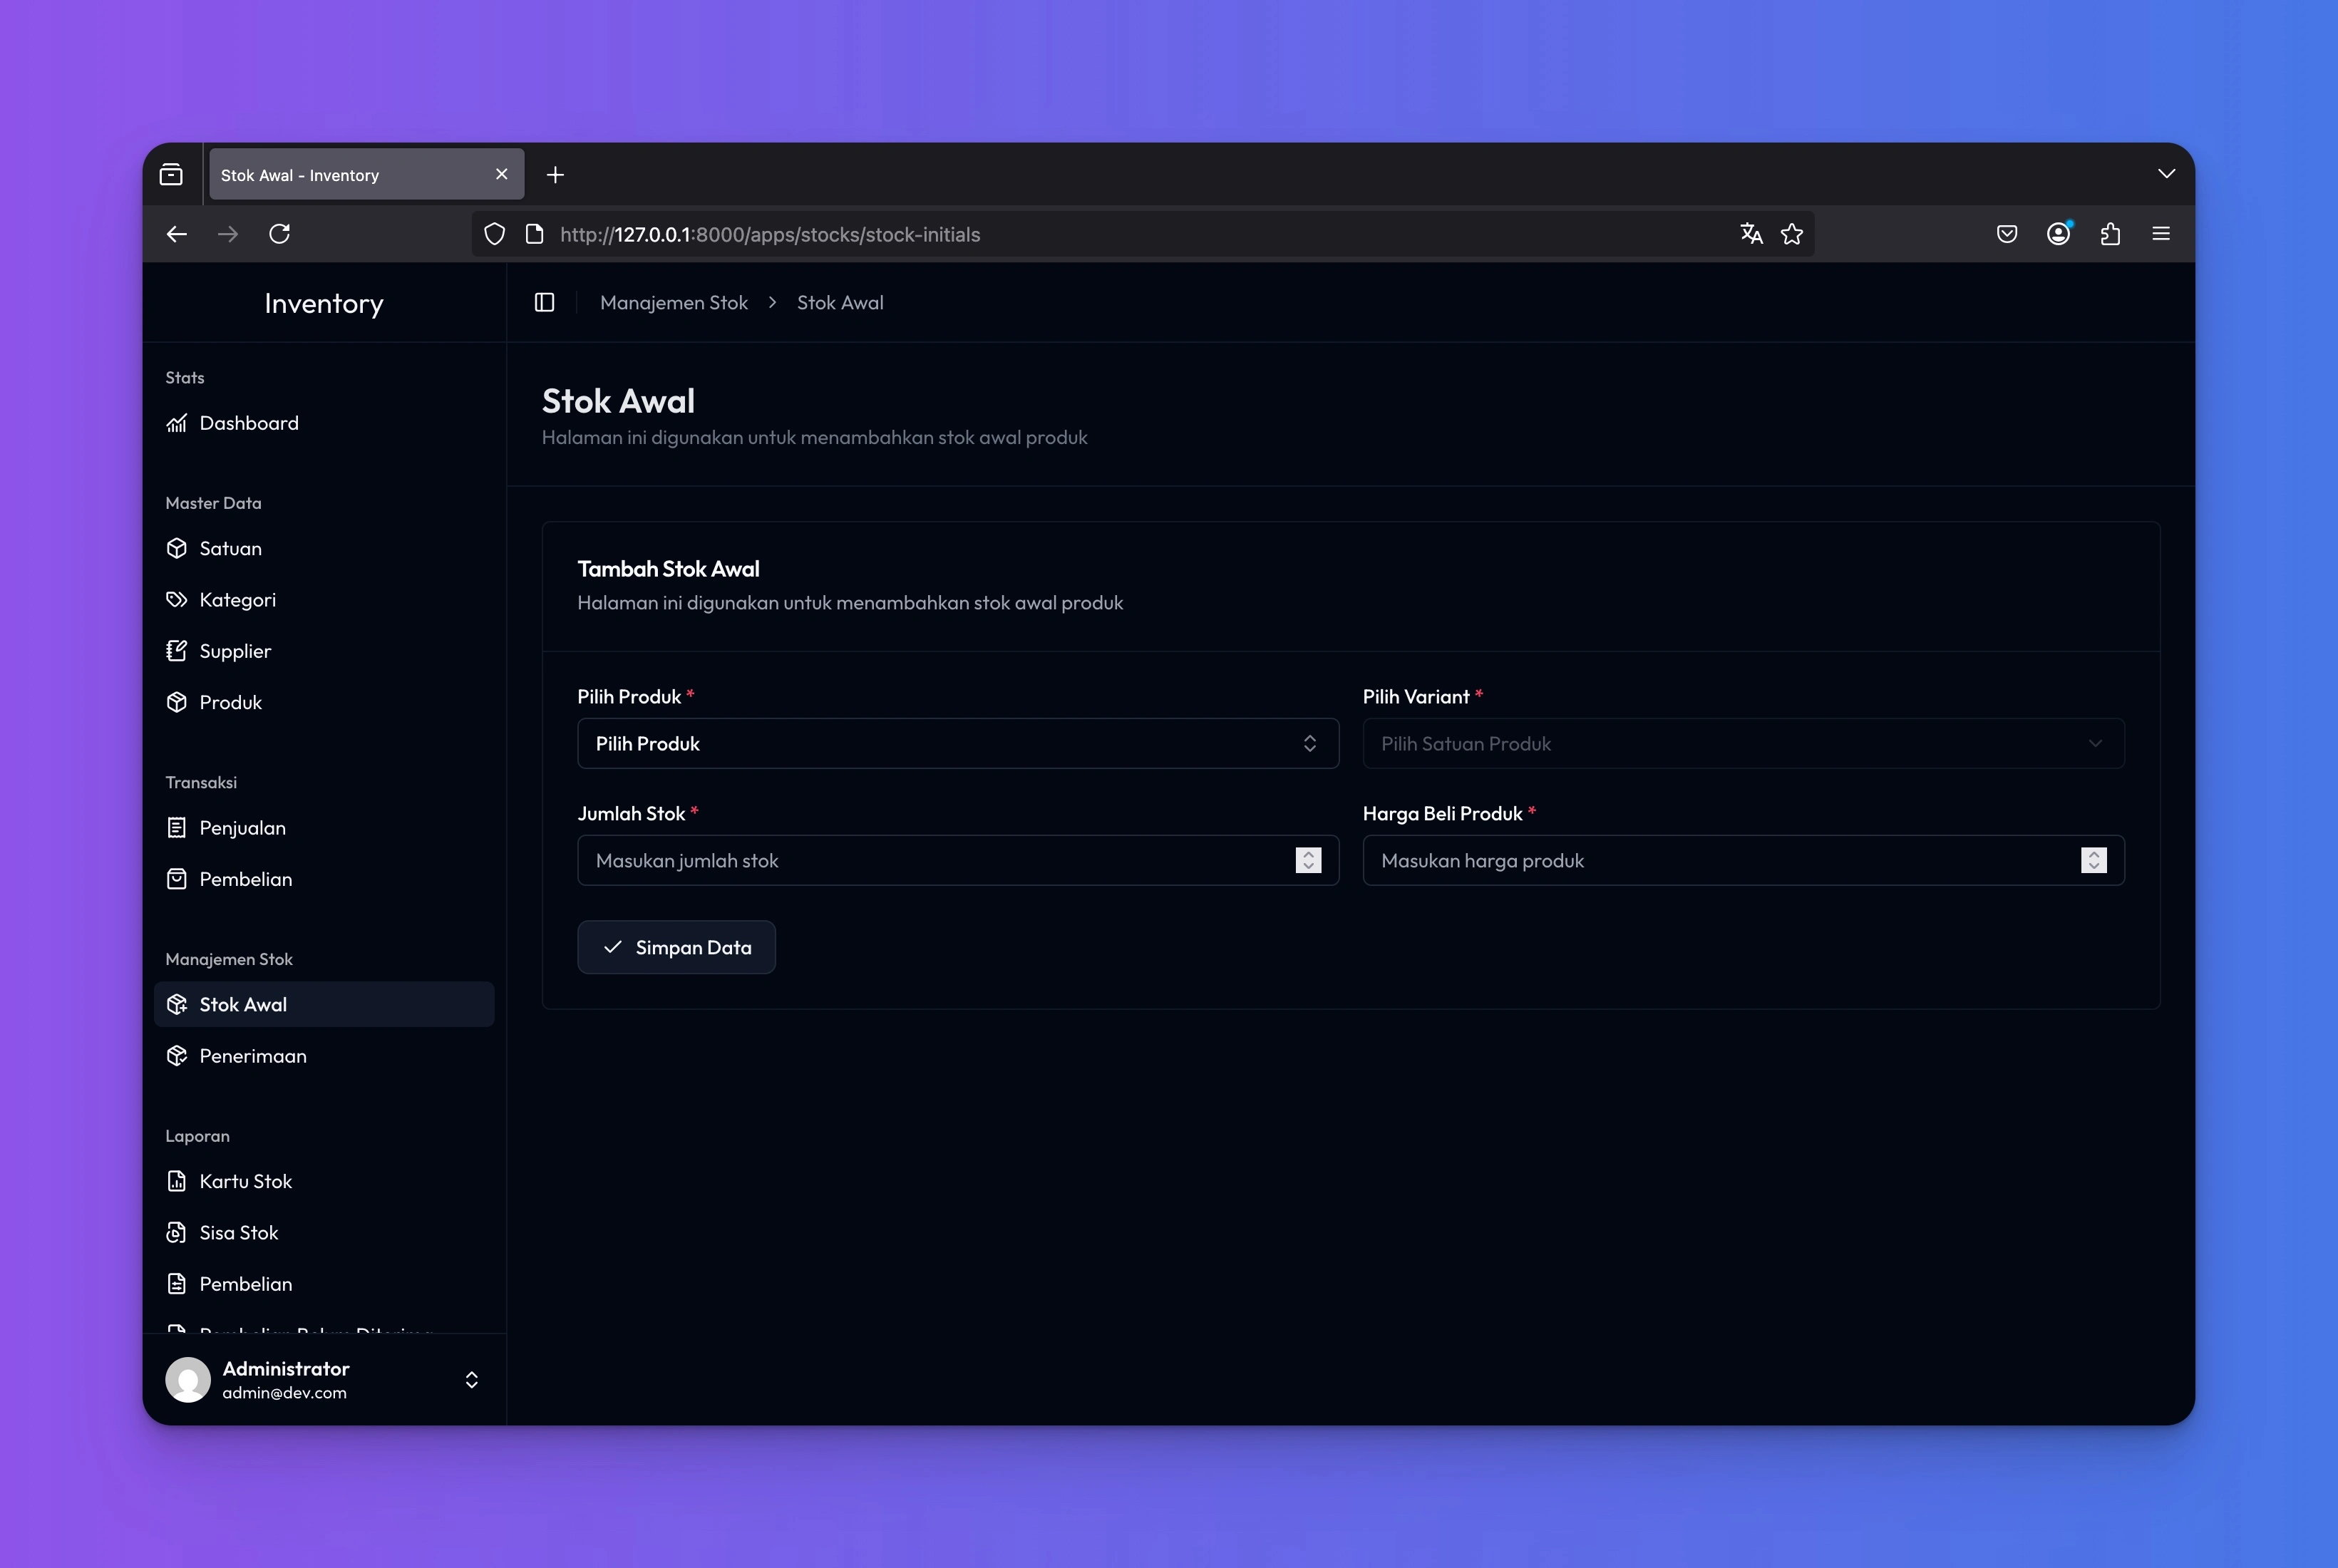 Stok Awal - Inventory
http://127.0.0.1:8000/apps/stocks/stock-initials
Inventory
Manajemen Stok > Stok Awal
Stats
Dashboard
Master Data
Satuan
Kategori
Supplier
Produk
Transaksi
Penjualan
Pembelian
Manajemen Stok
Stok Awal
Penerimaan
Laporan
Kartu Stok
Sisa Stok
Pembelian
Pembelian Belum Diterima
Administrator
admin@dev.com
Stok Awal
Halaman ini digunakan untuk menambahkan stok awal produk
Tambah Stok Awal
Halaman ini digunakan untuk menambahkan stok awal produk
Pilih Produk *
Pilih Produk
Pilih Variant *
Pilih Satuan Produk
Jumlah Stok *
Masukan jumlah stok
Harga Beli Produk *
Masukan harga produk
Simpan Data